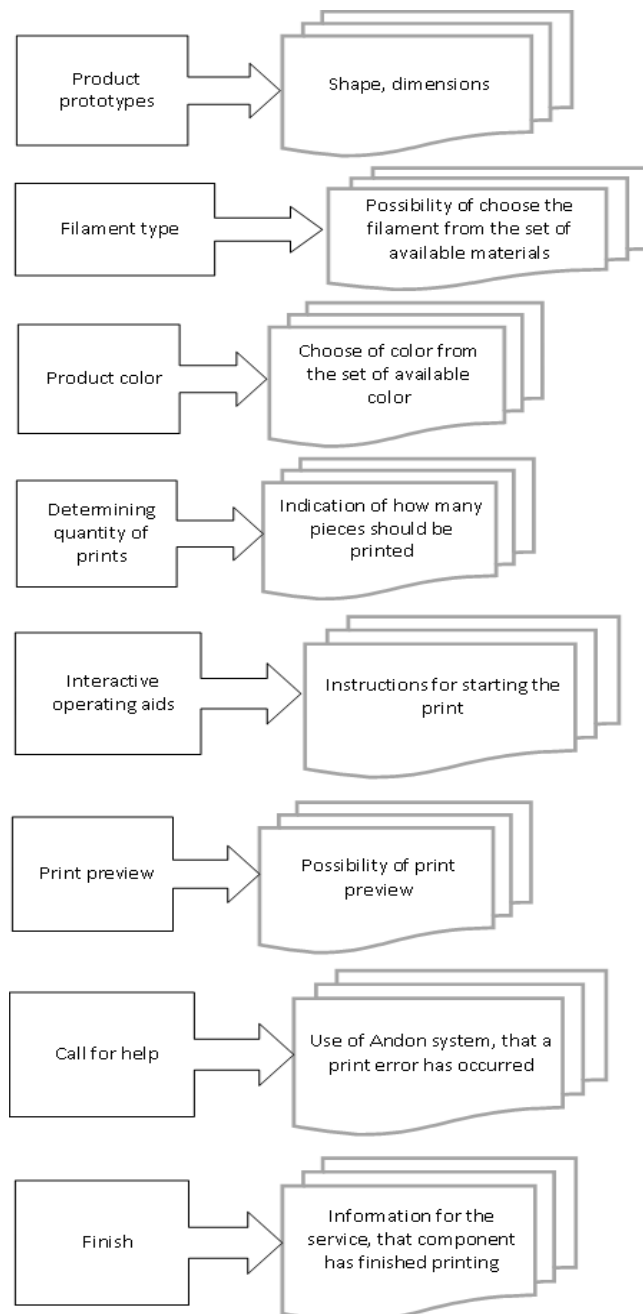 Product
prototypes
Shape, dimensions
Filament type
Possibility of choose the
filament from the set of
available materials
Product color
Choose of color from
the set of available
color
Determining
quantity of
prints
Indication of how many
pieces should be
printed
Interactive
operating aids
Instructions for starting the
print
Print preview
Possibility of print
preview
Call for help
Use of Andon system, that a
print error has occurred
Finish
Information for the
service, that component
has finished printing